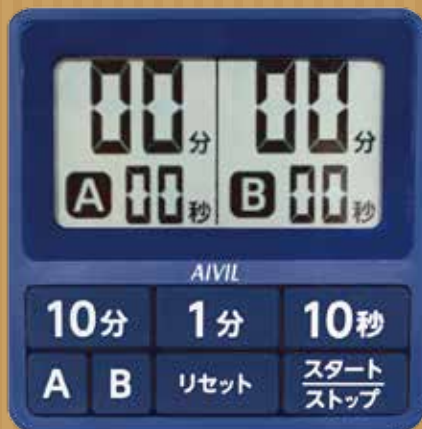 00分 00分
A 00秒 B 00秒
AIVIL
10分 1分 10秒
A B リセット スタート
ストップ